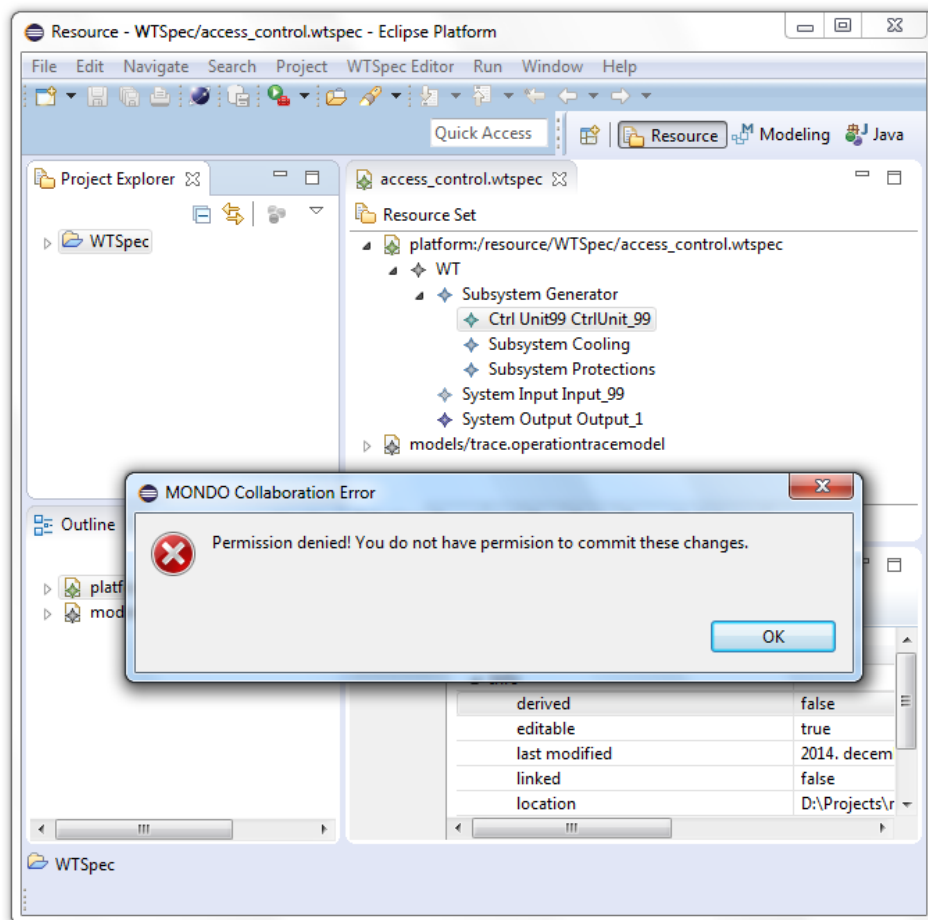 Resource - WTSpec/access_control.wtspec - Eclipse Platform
File Edit Navigate Search Project WTSpec Editor Run Window Help
Quick Access
Resource
Modeling
Java
Project Explorer
WTSpec
access_control.wtspec
Resource Set
platform:/resource/WTSpec/access_control.wtspec
WT
Subsystem Generator
Ctrl Unit99 CtrlUnit_99
Subsystem Cooling
Subsystem Protections
System Input Input_99
System Output Output_1
models/trace.operationtracemodel
MONDO Collaboration Error
Permission denied! You do not have permision to commit these changes.
OK
Outline
platf
mod
derived false
editable true
last modified 2014. decem
linked false
location D:\Projects\r
WTSpec